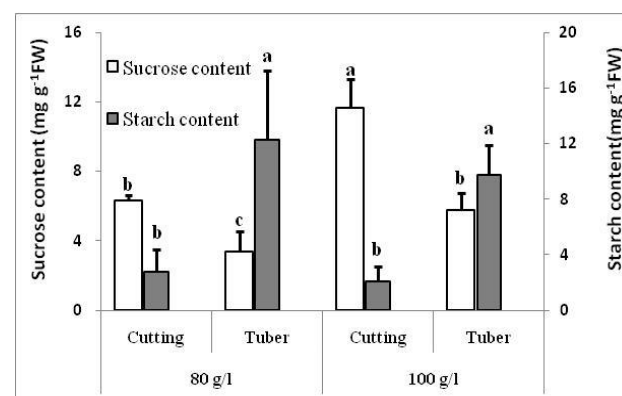 16
12
8
4
0
Sucrose content (mg g⁻¹FW)
Sucrose content
Starch content
20
16
12
8
4
0
Starch content(mg g⁻¹FW)
b
b
c
a
a
b
b
a
Cutting
Tuber
Cutting
Tuber
80 g/l
100 g/l